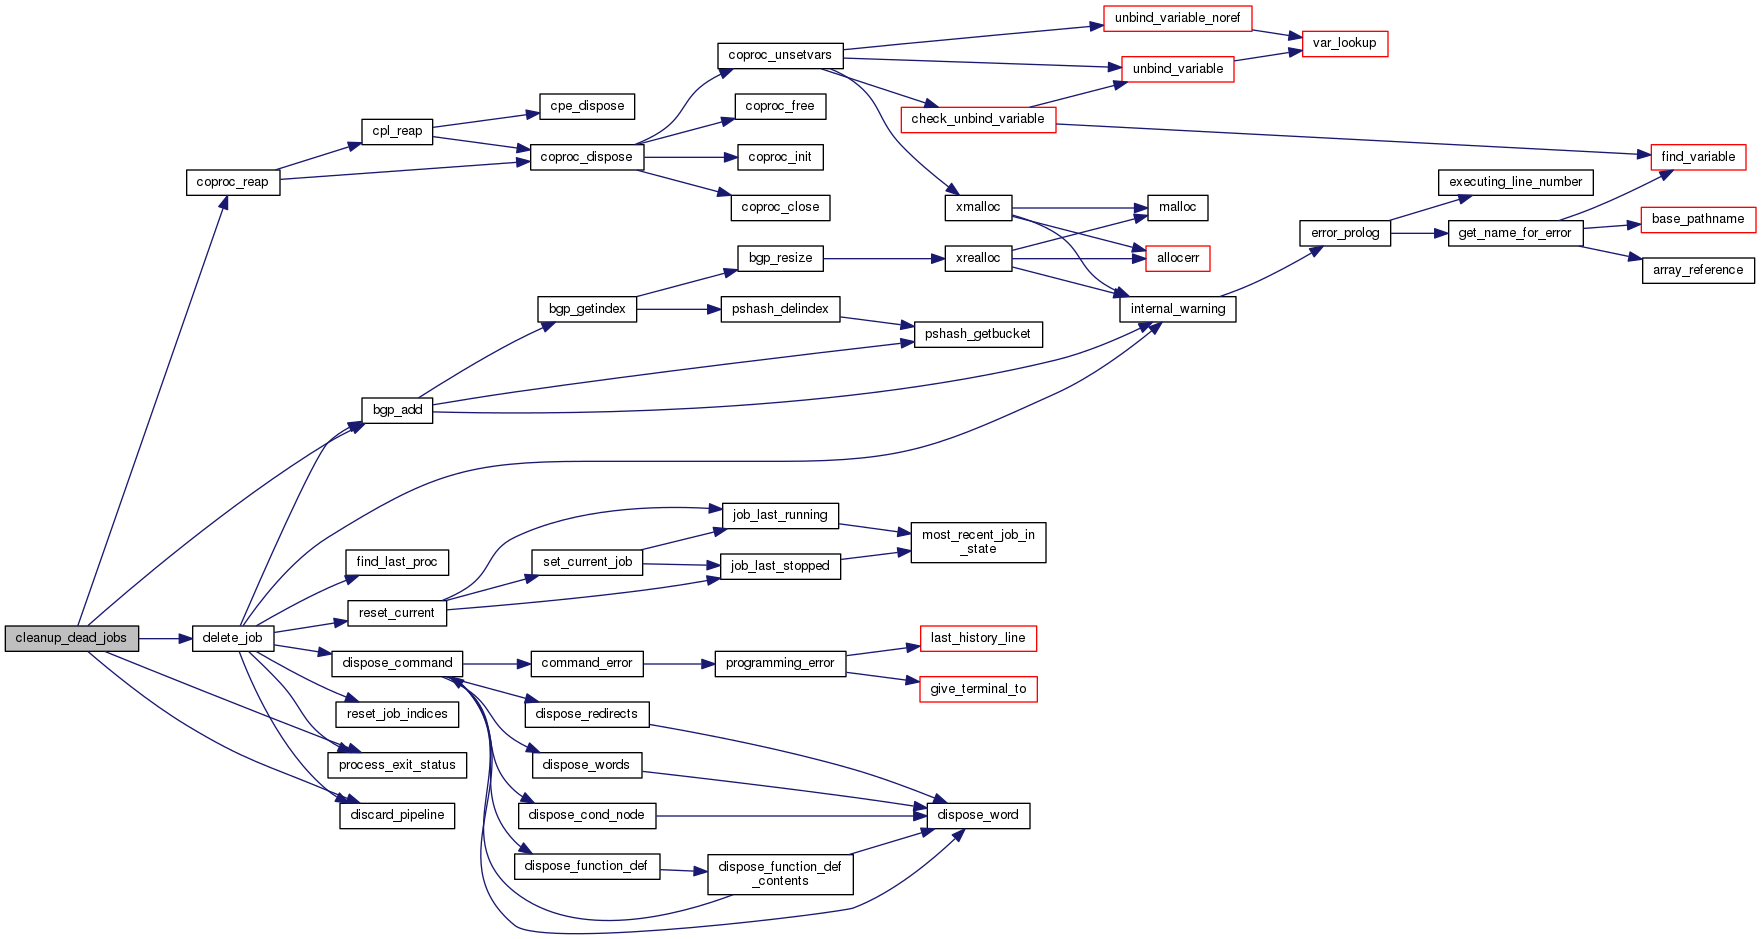 unbind_variable_noref
var_lookup
coproc_unsetvars
unbind_variable
cpe_dispose
coproc_free
check_unbind_variable
cpl_reap
coproc_dispose
coproc_init
find_variable
coproc_reap
executing_line_number
coproc_close
xmalloc
malloc
base_pathname
error_prolog
get_name_for_error
bgp_resize
xrealloc
allocerr
array_reference
bgp_getindex
pshash_delindex
internal_warning
pshash_getbucket
bgp_add
job_last_running
most_recent_job_in
_state
find_last_proc
set_current_job
job_last_stopped
reset_current
cleanup_dead_jobs
delete_job
last_history_line
dispose_command
command_error
programming_error
give_terminal_to
reset_job_indices
dispose_redirects
process_exit_status
dispose_words
discard_pipeline
dispose_cond_node
dispose_word
dispose_function_def
dispose_function_def
_contents